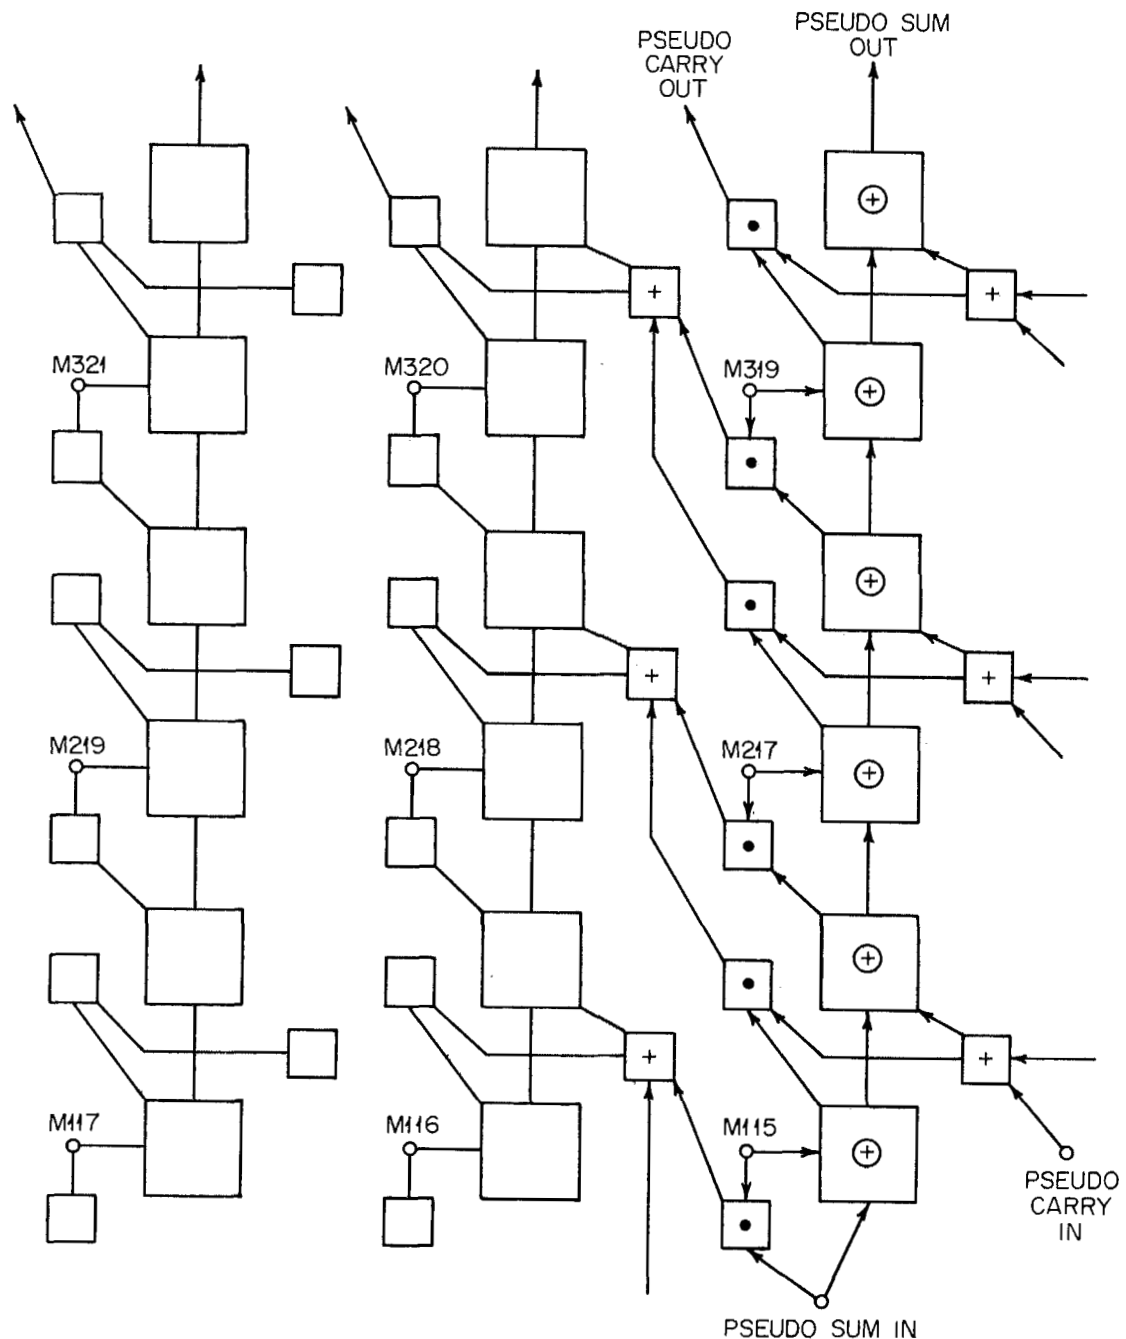 PSEUDO SUM
OUT
PSEUDO
CARRY
OUT
M321
M320
M319
M219
M218
M217
M117
M116
M115
PSEUDO
CARRY
IN
PSEUDO SUM IN